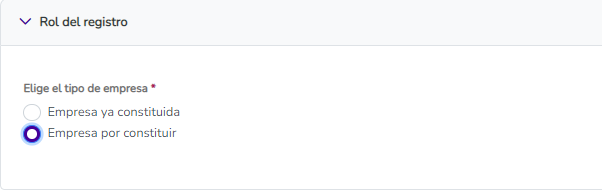 Rol del registro
Elige el tipo de empresa *
Empresa ya constituida
Empresa por constituir